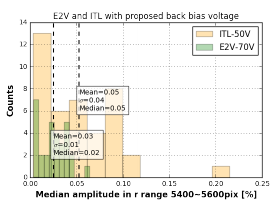 E2V and ITL with proposed back bias voltage
ITL-50V
E2V-70V
Mean=0.05
σ=0.04
Median=0.05
Mean=0.03
σ=0.01
Median=0.02
Counts
14
12
10
8
6
4
2
0
0.00 0.05 0.10 0.15 0.20 0.25
Median amplitude in r range 5400~5600pix [%]